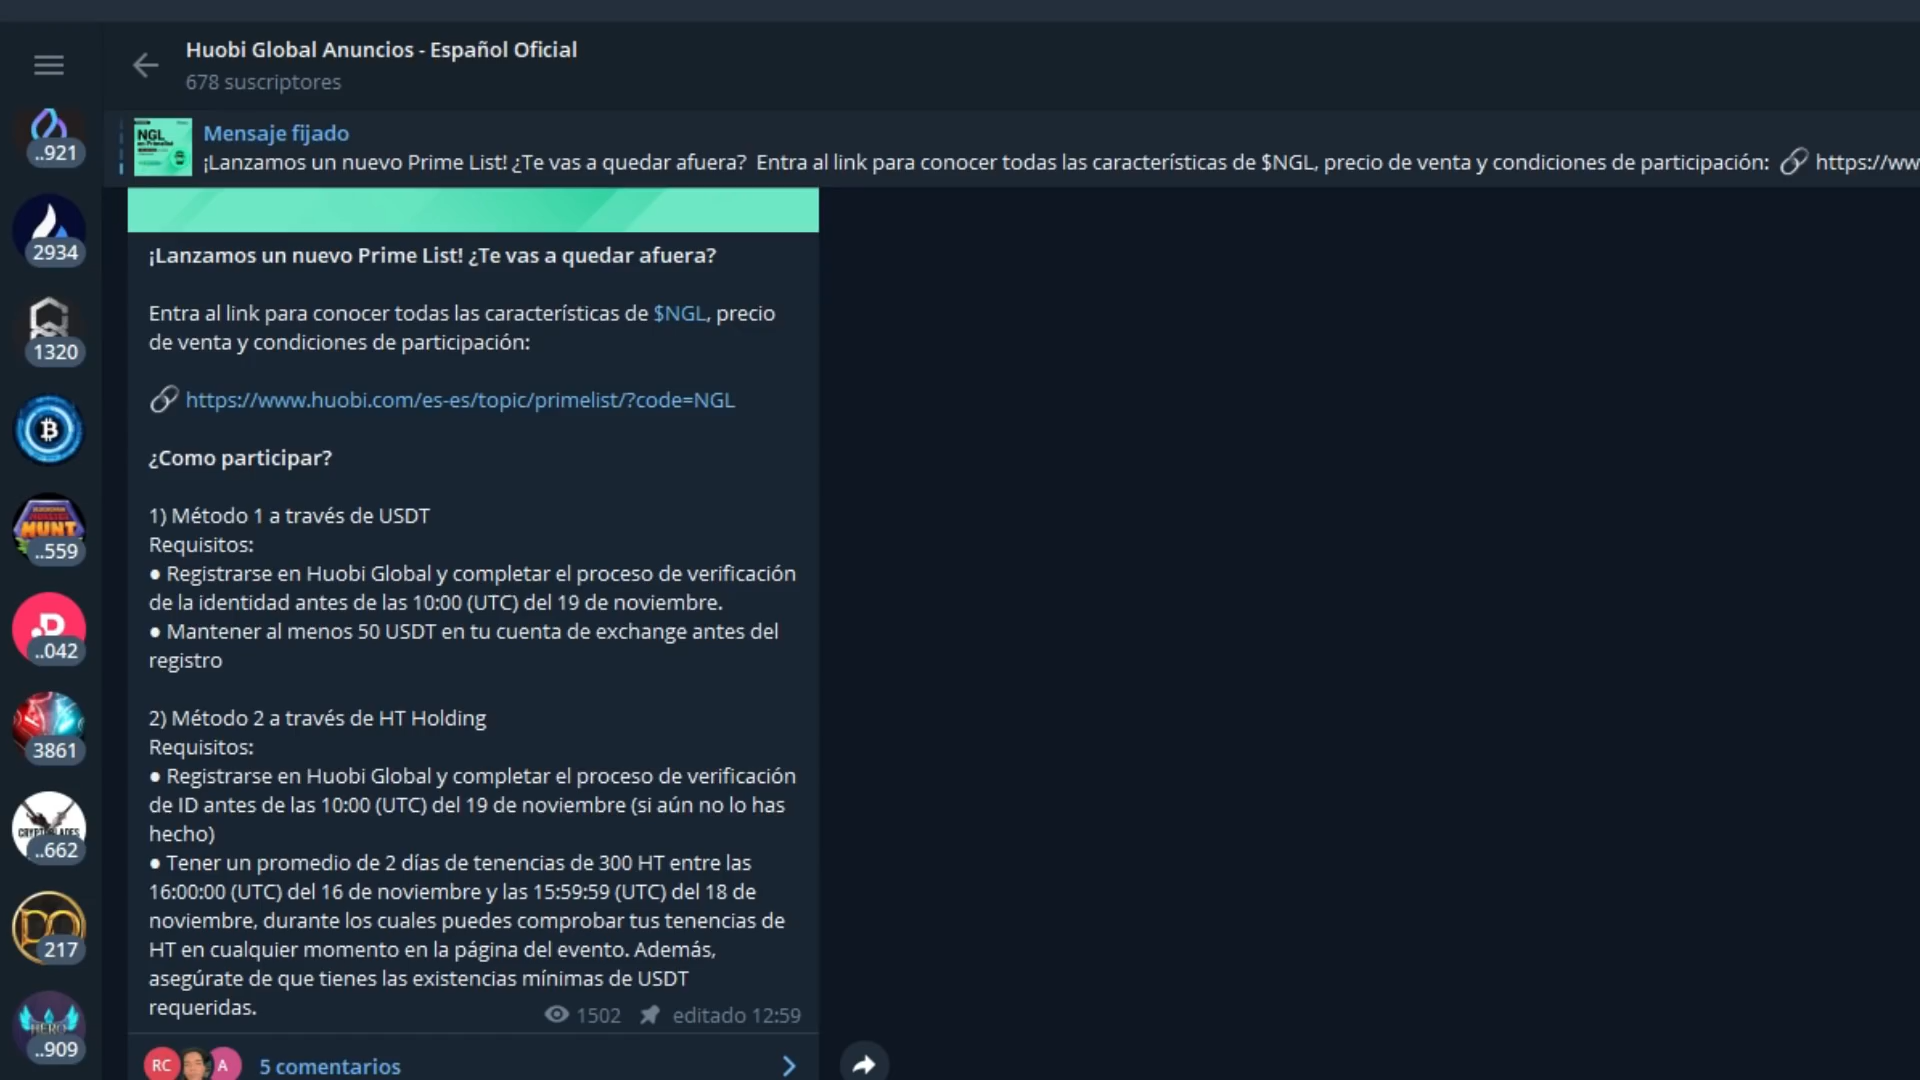 Huobi Global Anuncios - Español Oficial
678 suscriptores
Mensaje fijado
¡Lanzamos un nuevo Prime List! ¿Te vas a quedar afuera? Entra al link para conocer todas las características de $NGL, precio de venta y condiciones de participación: 🔗 https://ww
NGL
..921
2934
1320
..559
..042
3861
..662
217
..909
HUNT
HERO
¡Lanzamos un nuevo Prime List! ¿Te vas a quedar afuera?
Entra al link para conocer todas las características de $NGL, precio
de venta y condiciones de participación:
🔗 https://www.huobi.com/es-es/topic/primelist/?code=NGL
¿Como participar?
1) Método 1 a través de USDT
Requisitos:
● Registrarse en Huobi Global y completar el proceso de verificación
de la identidad antes de las 10:00 (UTC) del 19 de noviembre.
● Mantener al menos 50 USDT en tu cuenta de exchange antes del
registro
2) Método 2 a través de HT Holding
Requisitos:
● Registrarse en Huobi Global y completar el proceso de verificación
de ID antes de las 10:00 (UTC) del 19 de noviembre (si aún no lo has
hecho)
● Tener un promedio de 2 días de tenencias de 300 HT entre las
16:00:00 (UTC) del 16 de noviembre y las 15:59:59 (UTC) del 18 de
noviembre, durante los cuales puedes comprobar tus tenencias de
HT en cualquier momento en la página del evento. Además,
asegúrate de que tienes las existencias mínimas de USDT
requeridas.
1502 editado 12:59
RC A 5 comentarios